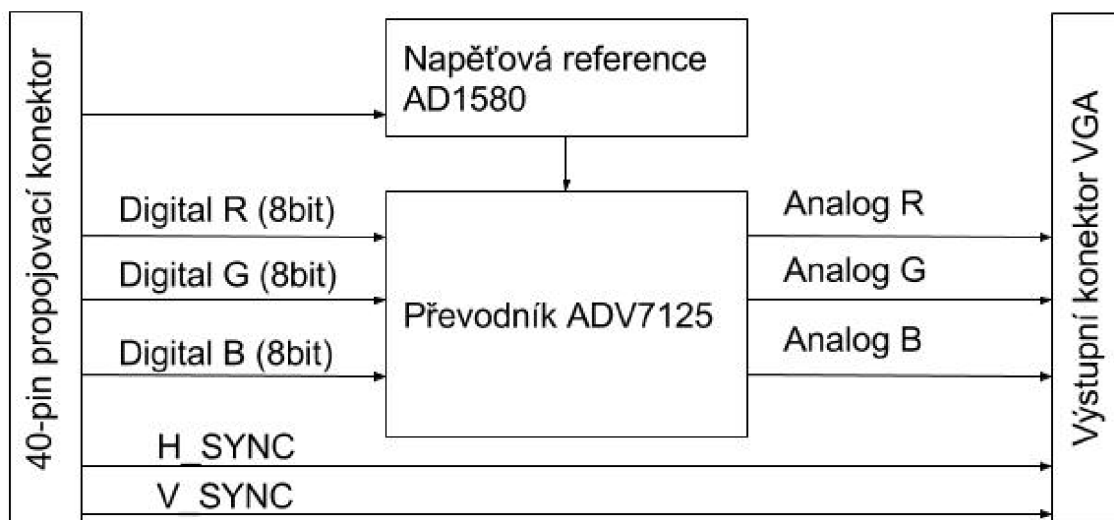 40-pin propojovací konektor
Napěťová reference
AD1580
Digital R (8bit)
Digital G (8bit)
Digital B (8bit)
Převodník ADV7125
Analog R
Analog G
Analog B
H_SYNC
V_SYNC
Výstupní konektor VGA